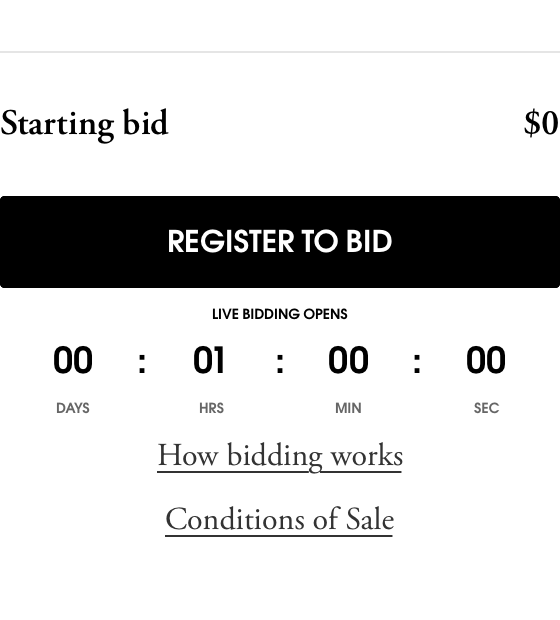 Starting bid $0
REGISTER TO BID
LIVE BIDDING OPENS
00 : 01 : 00 : 00
DAYS HRS MIN SEC
How bidding works
Conditions of Sale